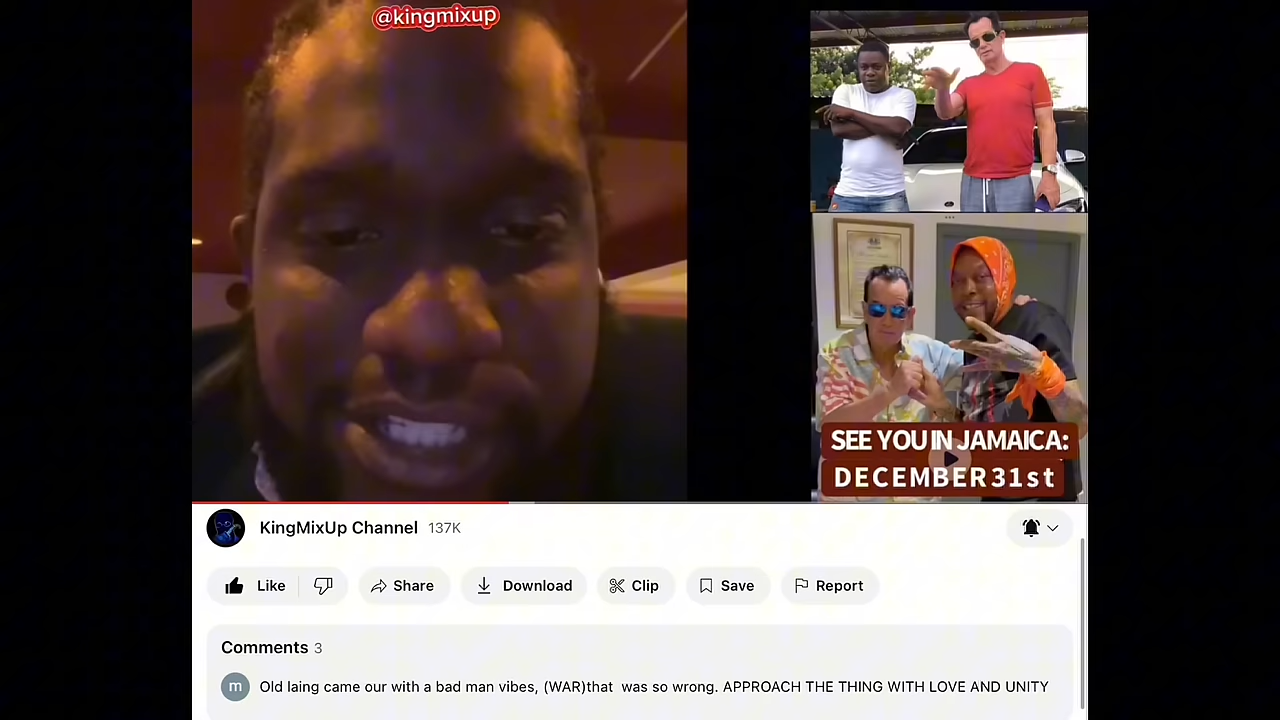 @kingmixup
SEE YOU IN JAMAICA:
DECEMBER 31st
KingMixUp Channel 137K
Like Share Download Clip Save Report
Comments 3
m
Old laing came our with a bad man vibes, (WAR)that was so wrong. APPROACH THE THING WITH LOVE AND UNITY